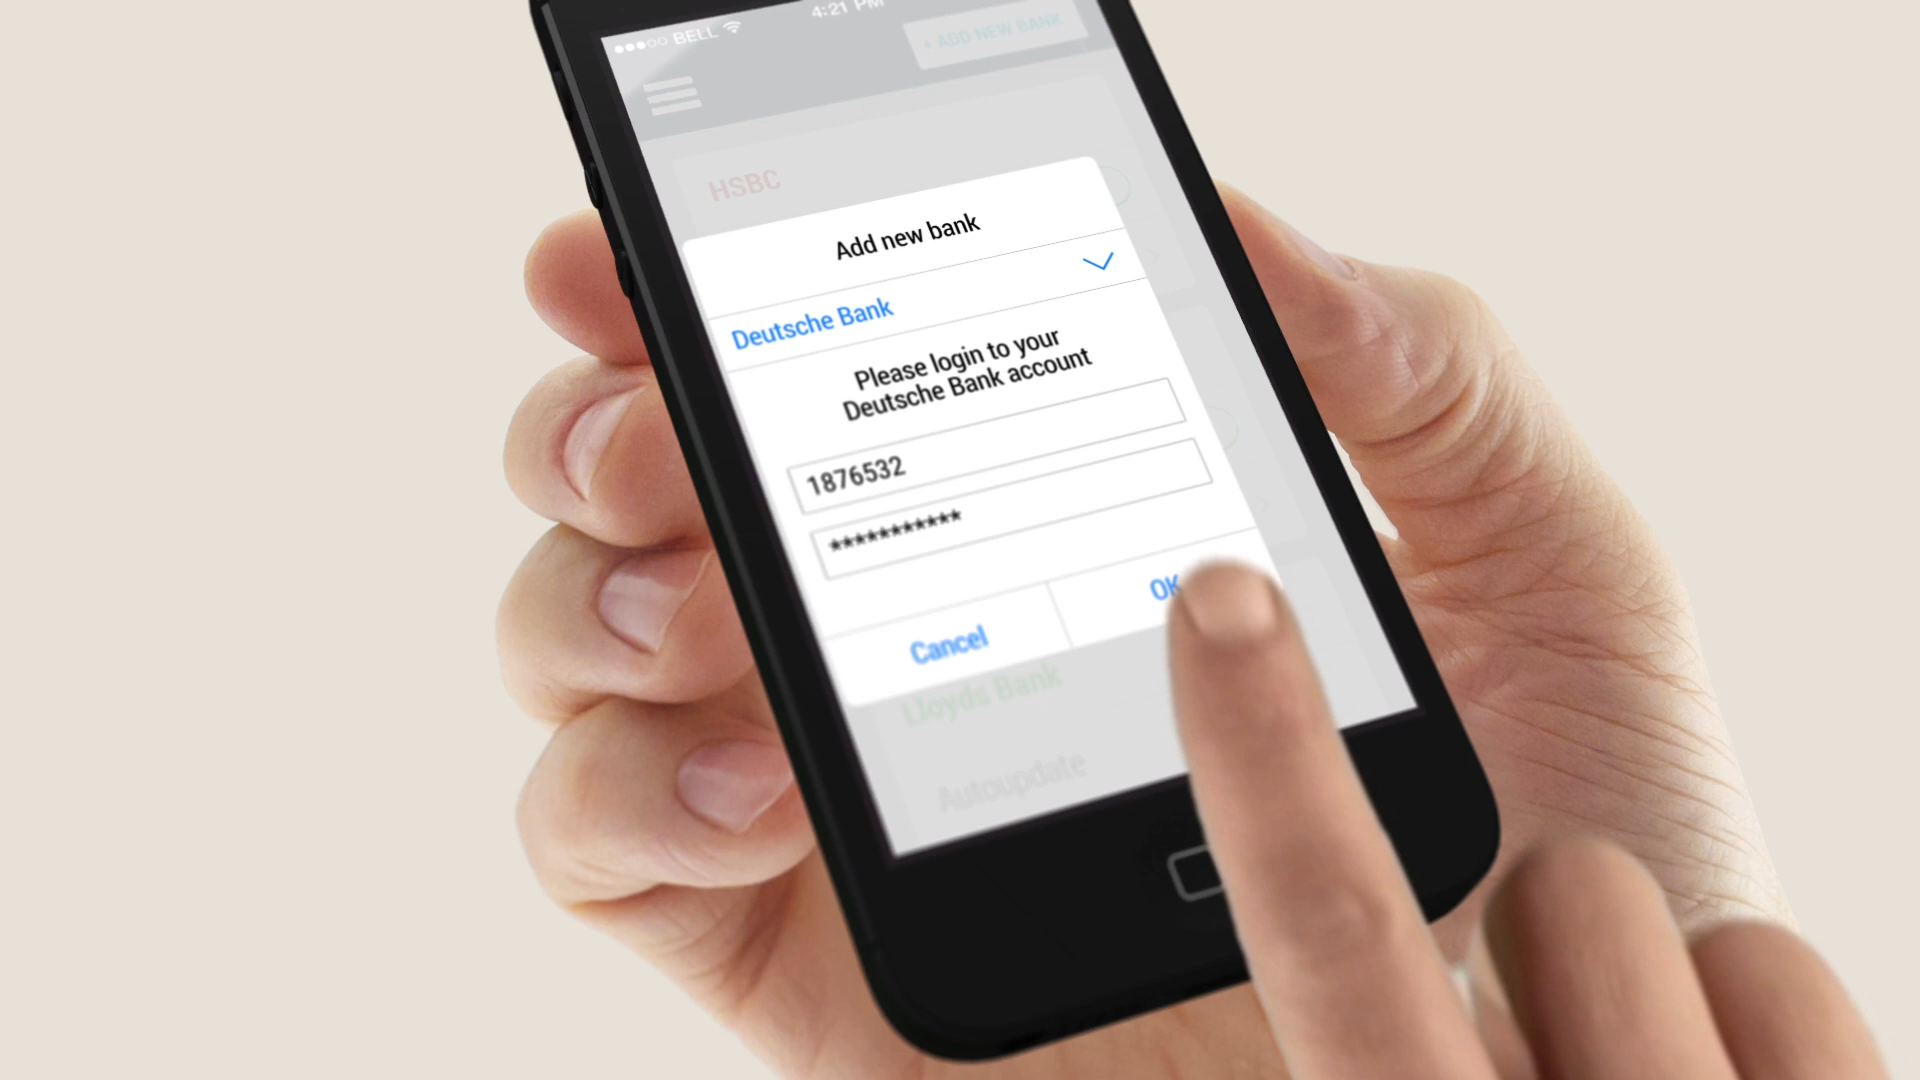 BELL 4:21 PM
+ ADD NEW BANK
HSBC
Add new bank
Deutsche Bank
Please login to your
Deutsche Bank account
1876532
***********
Cancel OK
Lloyds Bank
Autoupdate